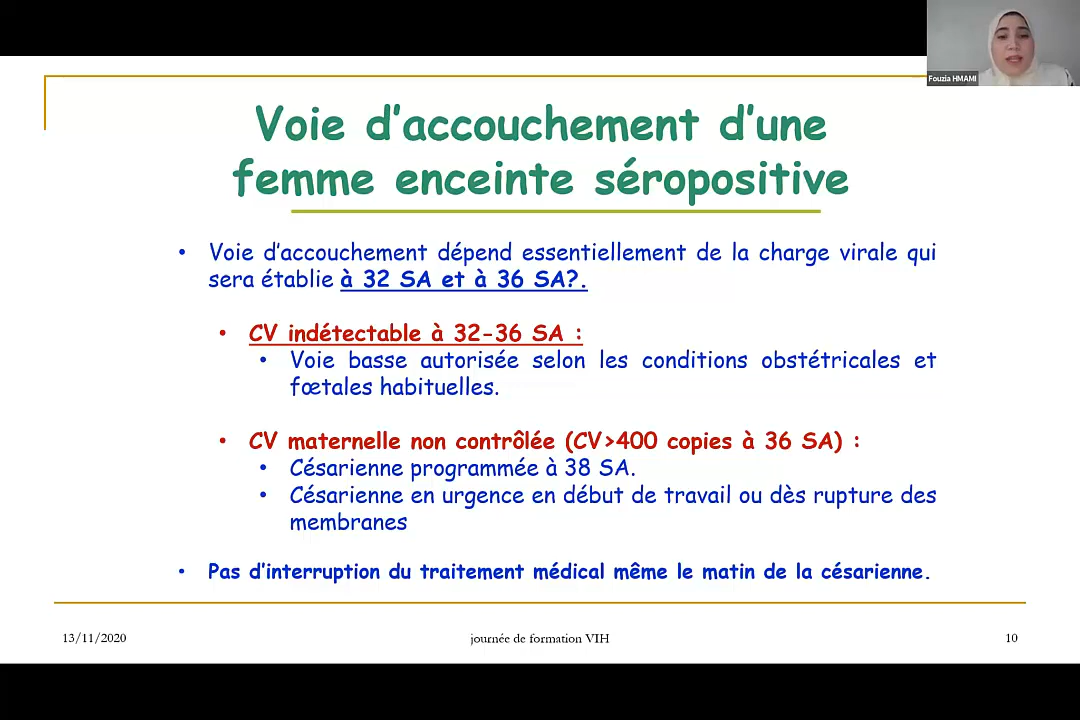 Fouzia HMAMI
Voie d'accouchement d'une
femme enceinte séropositive
• Voie d'accouchement dépend essentiellement de la charge virale qui
sera établie à 32 SA et à 36 SA?.
• CV indétectable à 32-36 SA :
• Voie basse autorisée selon les conditions obstétricales et
fœtales habituelles.
• CV maternelle non contrôlée (CV>400 copies à 36 SA) :
• Césarienne programmée à 38 SA.
• Césarienne en urgence en début de travail ou dès rupture des
membranes
• Pas d'interruption du traitement médical même le matin de la césarienne.
13/11/2020
journée de formation VIH
10